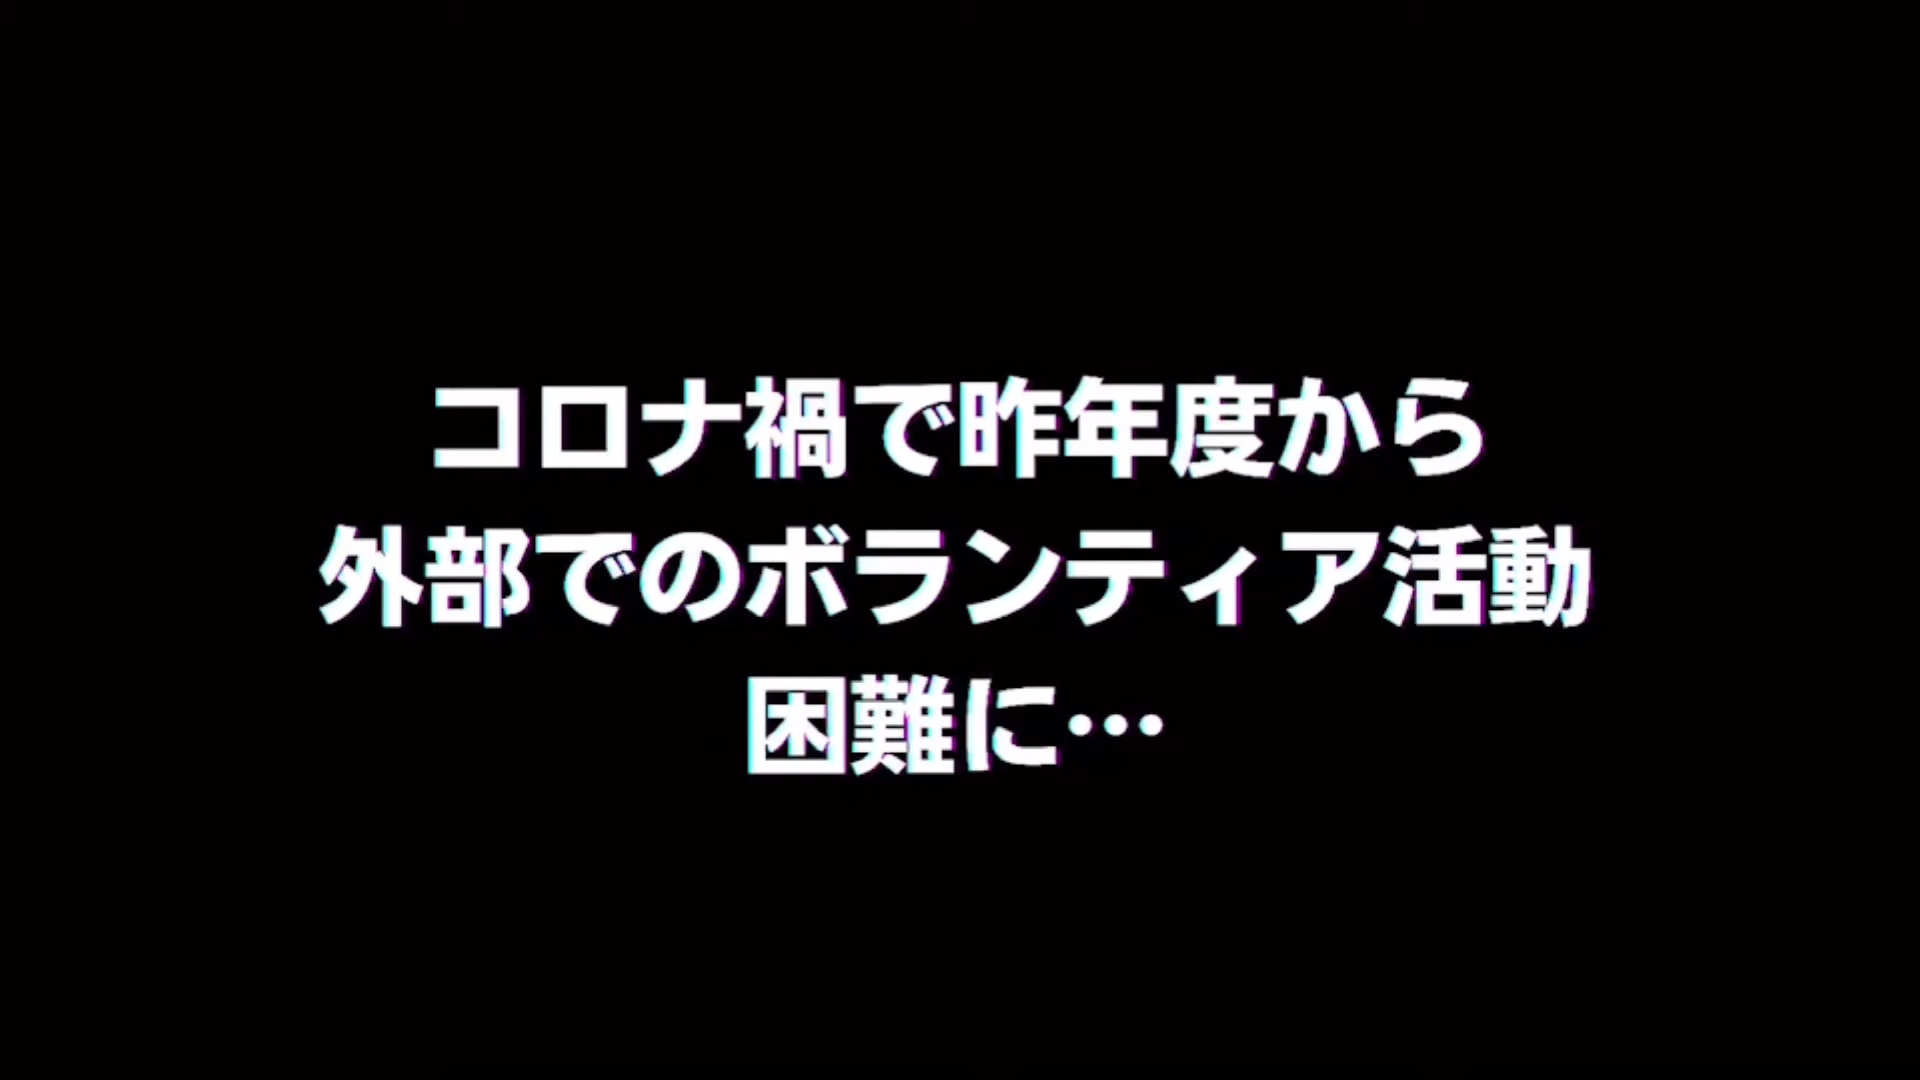 コロナ禍で昨年度から
外部でのボランティア活動
困難に…